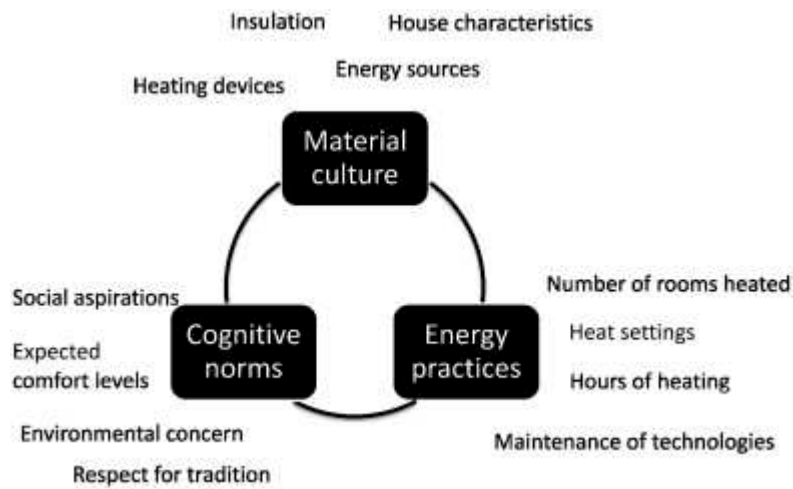 Insulation
House characteristics
Energy sources
Heating devices
Material
culture
Number of rooms heated
Social aspirations
Cognitive
norms
Energy
practices
Heat settings
Expected
comfort levels
Hours of heating
Environmental concern
Maintenance of technologies
Respect for tradition